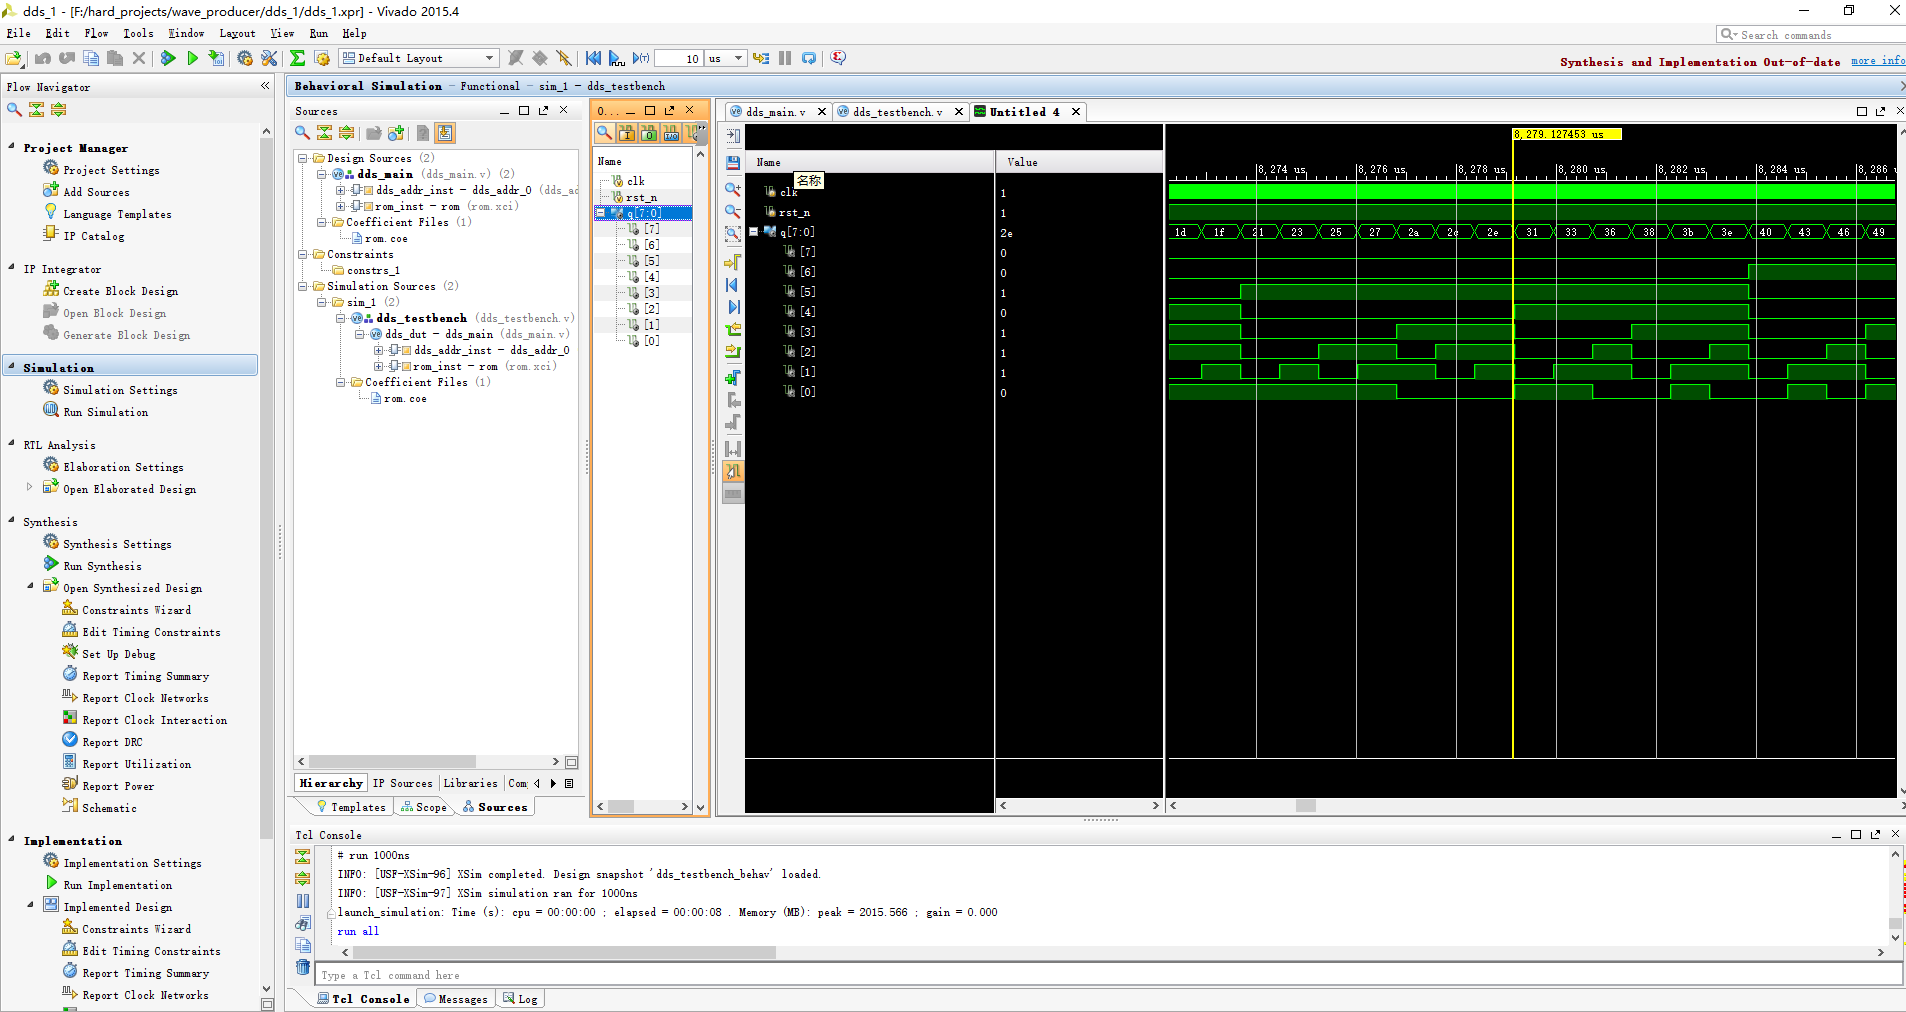 dds_1 - [F:/hard_projects/wave_producer/dds_1/dds_1.xpr] - Vivado 2015.4
File Edit Flow Tools Window Layout View Run Help
Search commands
Default Layout
10 us
Synthesis and Implementation Out-of-date more info
Flow Navigator
Project Manager
Project Settings
Add Sources
Language Templates
IP Catalog
IP Integrator
Create Block Design
Open Block Design
Generate Block Design
Simulation
Simulation Settings
Run Simulation
RTL Analysis
Elaboration Settings
Open Elaborated Design
Synthesis
Synthesis Settings
Run Synthesis
Open Synthesized Design
Constraints Wizard
Edit Timing Constraints
Set Up Debug
Report Timing Summary
Report Clock Networks
Report Clock Interaction
Report DRC
Report Utilization
Report Power
Schematic
Implementation
Implementation Settings
Run Implementation
Implemented Design
Constraints Wizard
Edit Timing Constraints
Report Timing Summary
Report Clock Networks
Behavioral Simulation - Functional - sim_1 - dds_testbench
Sources
Design Sources (2)
dds_main (dds_main.v) (2)
dds_addr_inst - dds_addr_0 (dds_ad
rom_inst - rom (rom.xci)
Coefficient Files (1)
rom.coe
Constraints
constrs_1
Simulation Sources (2)
sim_1 (2)
dds_testbench (dds_testbench.v)
dds_dut - dds_main (dds_main.v)
dds_addr_inst - dds_addr_0
rom_inst - rom (rom.xci)
Coefficient Files (1)
rom.coe
Hierarchy IP Sources Libraries Com
Templates Scope Sources
O...
Name
clk
rst_n
q[7:0]
[7]
[6]
[5]
[4]
[3]
[2]
[1]
[0]
dds_main.v dds_testbench.v Untitled 4
Name Value
名称
clk 1
rst_n 1
q[7:0] 2e
[7] 0
[6] 0
[5] 1
[4] 0
[3] 1
[2] 1
[1] 1
[0] 0
8,279.127453 us
8,274 us 8,276 us 8,278 us 8,280 us 8,282 us 8,284 us 8,286 u
1d 1f 21 23 25 27 2a 2c 2e 31 33 36 38 3b 3e 40 43 46 49
Tcl Console
# run 1000ns
INFO: [USF-XSim-96] XSim completed. Design snapshot 'dds_testbench_behav' loaded.
INFO: [USF-XSim-97] XSim simulation ran for 1000ns
launch_simulation: Time (s): cpu = 00:00:00 ; elapsed = 00:00:08 . Memory (MB): peak = 2015.566 ; gain = 0.000
run all
Type a Tcl command here
Tcl Console Messages Log